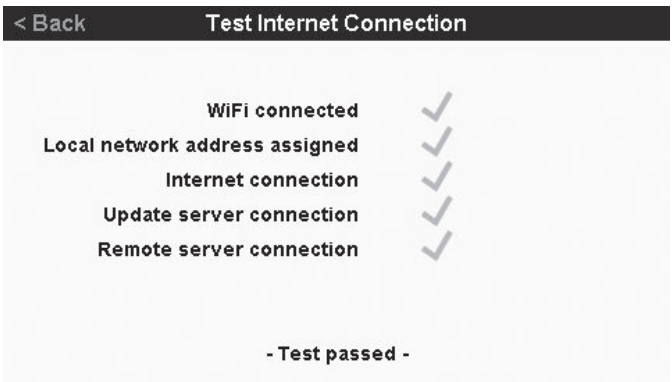 < Back Test Internet Connection
WiFi connected
Local network address assigned
Internet connection
Update server connection
Remote server connection
- Test passed -